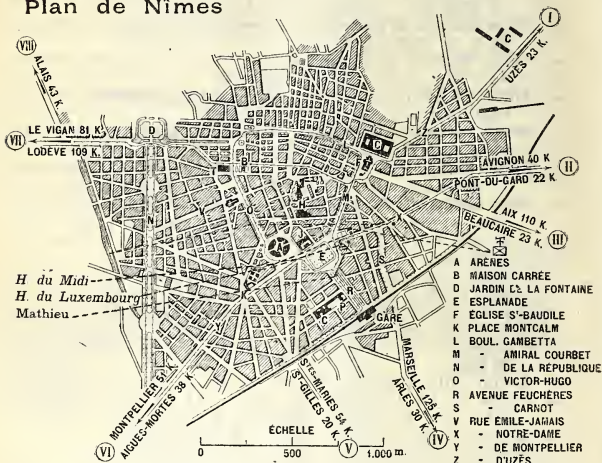 Plan de Nîmes
VIII
ALAIS 43 K.
VII
LE VIGAN 81 K.
LODÈVE 109 K.
I
C
UZÈS 23 K.
D
C
B
AVIGNON 40 K
II
PONT-DU-GARD 22 K.
H
AIX 110 K.
BEAUCAIRE 23 K.
III
N
O
M
X
E
S
R
C
P
GARE
H du Midi
H. du Luxembourg
Mathieu
MONTPELLIER
AIGUES-MORTES 38 K.
VI
STES-MARIES 54 K.
ST-GILLES 20 K.
V
MARSEILLE 125 K.
ARLES 30 K.
IV
ÉCHELLE
0 500 1.000 m.
A ARÈNES
B MAISON CARRÉE
D JARDIN DE LA FONTAINE
E ESPLANADE
F ÉGLISE St-BAUDILE
K PLACE MONTCALM
L BOUL. GAMBETTA
M - AMIRAL COURBET
N - DE LA RÉPUBLIQUE
O - VICTOR-HUGO
R AVENUE FEUCHÈRES
S - CARNOT
V RUE ÉMILE-JAMAIS
X - NOTRE-DAME
Y - DE MONTPELLIER
Z - D'UZÈS